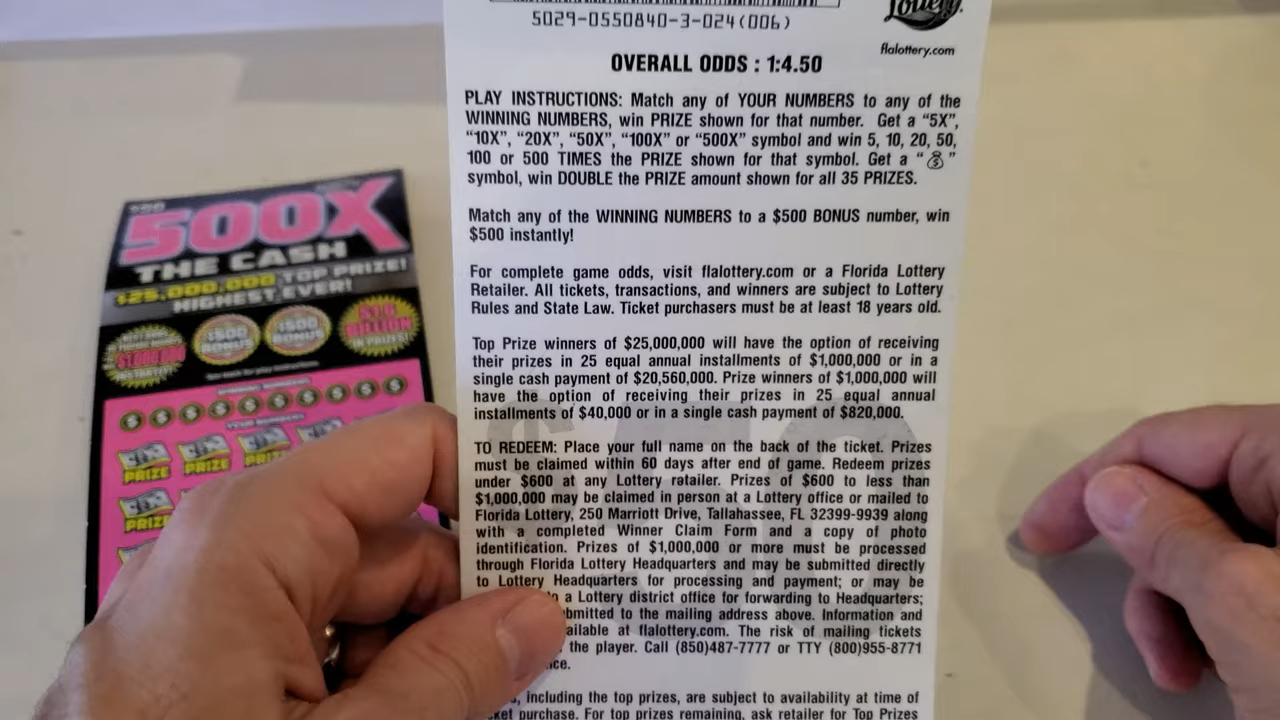 5029-0550840-3-024(006)
Lottery.
flalottery.com
OVERALL ODDS : 1:4.50
PLAY INSTRUCTIONS: Match any of YOUR NUMBERS to any of the
WINNING NUMBERS, win PRIZE shown for that number. Get a “5X”,
“10X”, “20X”, “50X”, “100X” or “500X” symbol and win 5, 10, 20, 50,
100 or 500 TIMES the PRIZE shown for that symbol. Get a “💰”
symbol, win DOUBLE the PRIZE amount shown for all 35 PRIZES.
Match any of the WINNING NUMBERS to a $500 BONUS number, win
$500 instantly!
For complete game odds, visit flalottery.com or a Florida Lottery
Retailer. All tickets, transactions, and winners are subject to Lottery
Rules and State Law. Ticket purchasers must be at least 18 years old.
Top Prize winners of $25,000,000 will have the option of receiving
their prizes in 25 equal annual installments of $1,000,000 or in a
single cash payment of $20,560,000. Prize winners of $1,000,000 will
have the option of receiving their prizes in 25 equal annual
installments of $40,000 or in a single cash payment of $820,000.
TO REDEEM: Place your full name on the back of the ticket. Prizes
must be claimed within 60 days after end of game. Redeem prizes
under $600 at any Lottery retailer. Prizes of $600 to less than
$1,000,000 may be claimed in person at a Lottery office or mailed to
Florida Lottery, 250 Marriott Drive, Tallahassee, FL 32399-9939 along
with a completed Winner Claim Form and a copy of photo
identification. Prizes of $1,000,000 or more must be processed
through Florida Lottery Headquarters and may be submitted directly
to Lottery Headquarters for processing and payment; or may be
a Lottery district office for forwarding to Headquarters;
bmitted to the mailing address above. Information and
ailable at flalottery.com. The risk of mailing tickets
the player. Call (850)487-7777 or TTY (800)955-8771
ice.
, including the top prizes, are subject to availability at time of
ket purchase. For top prizes remaining, ask retailer for Top Prizes
500X
THE CASH
$25,000,000 TOP PRIZE!
HIGHEST EVER!
$1,000,000
INSTANTLY!
$500
BONUS
$500
BONUS
$1.6
BILLION
IN PRIZES!
WINNING NUMBERS
YOUR NUMBERS
PRIZE
PRIZE
PRIZ
PRIZE